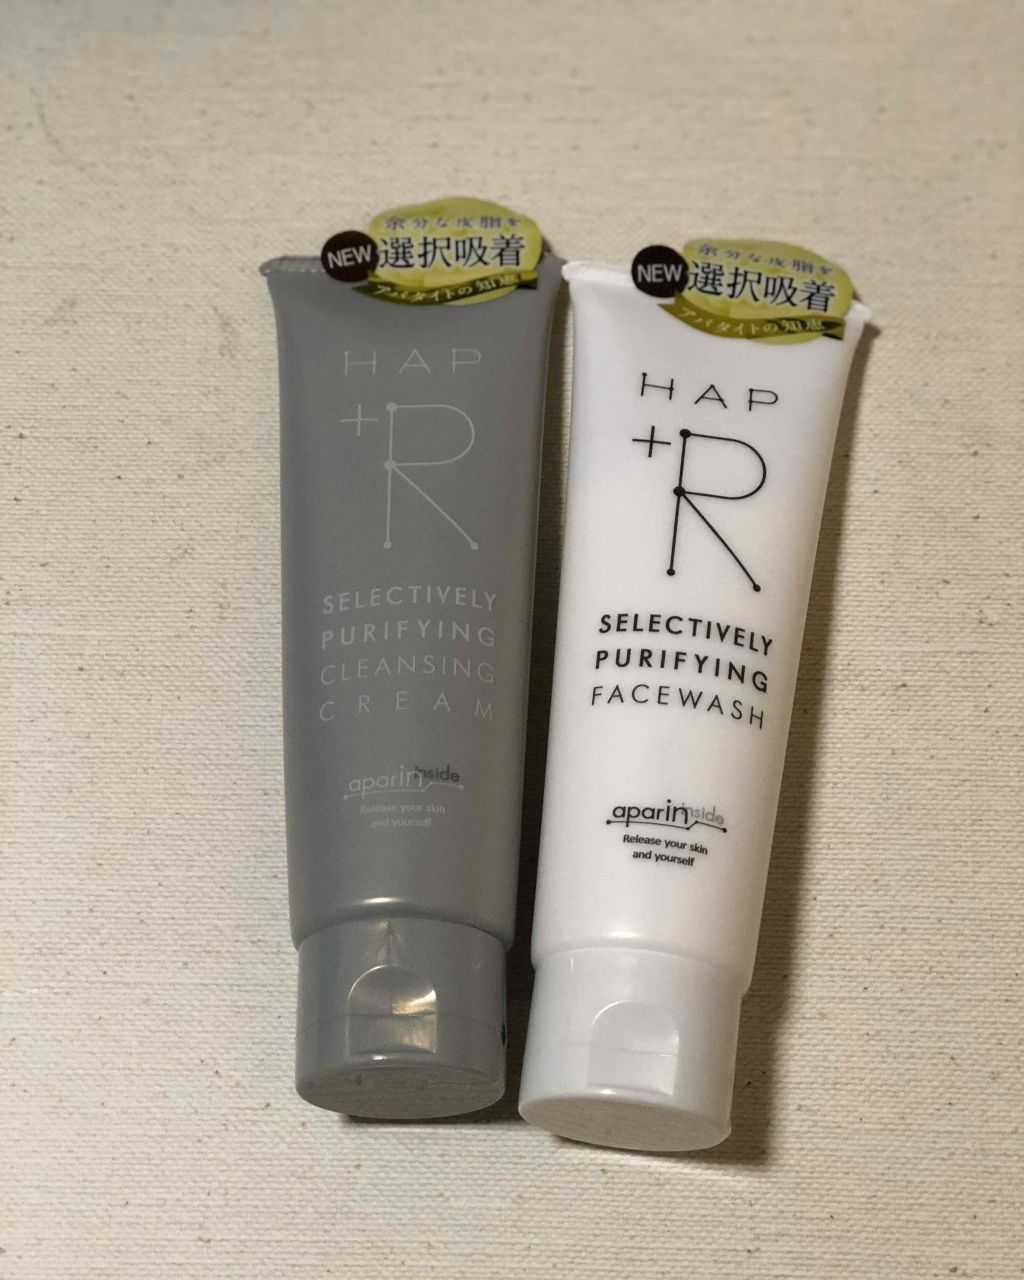 NEW
余分な皮脂を
選択吸着
アパタイトの知恵
HAP
+R
SELECTIVELY
PURIFYING
CLEANSING
CREAM
aparin inside
Release your skin
and yourself
NEW
余分な皮脂を
選択吸着
アパタイトの知恵
HAP
+R
SELECTIVELY
PURIFYING
FACEWASH
aparin inside
Release your skin
and yourself